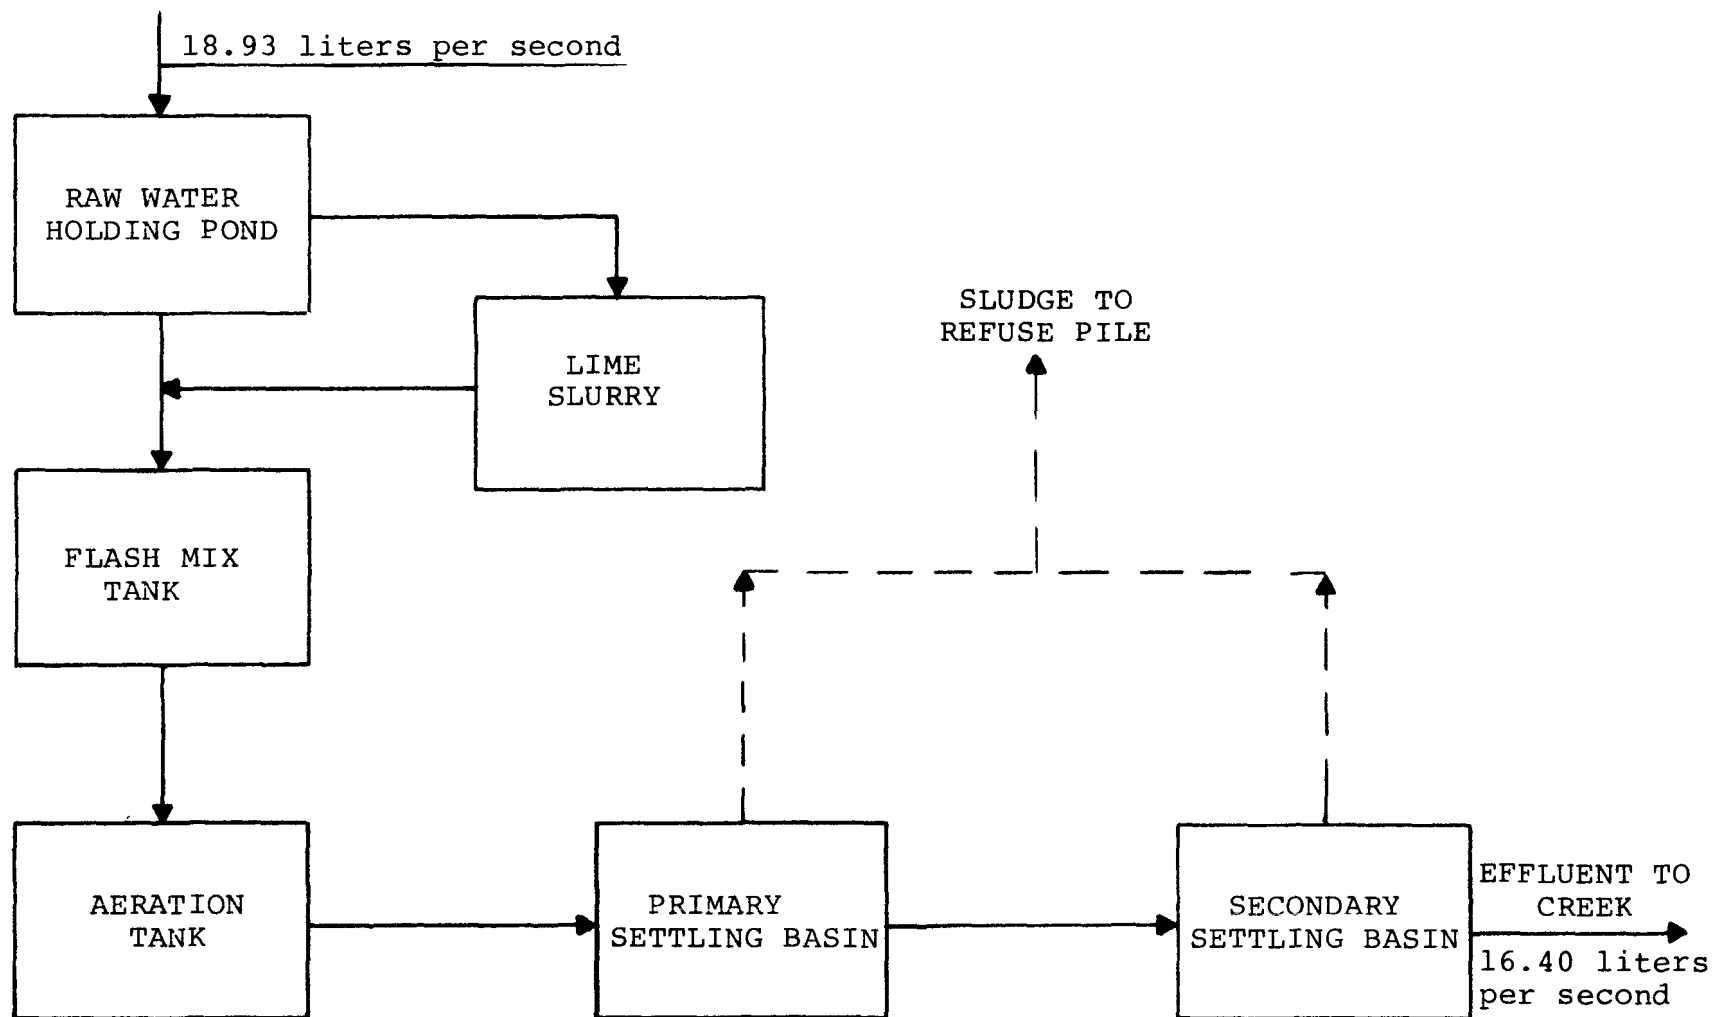 18.93 liters per second
RAW WATER
HOLDING POND
LIME
SLURRY
SLUDGE TO
REFUSE PILE
FLASH MIX
TANK
AERATION
TANK
PRIMARY
SETTLING BASIN
SECONDARY
SETTLING BASIN
EFFLUENT TO
CREEK
16.40 liters
per second